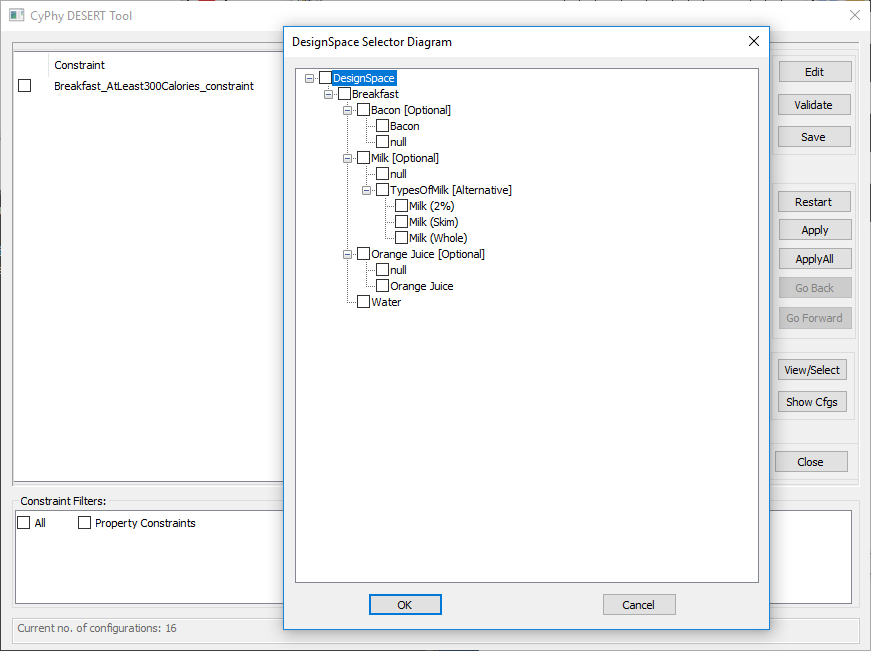 CyPhy DESERT Tool
Constraint
Breakfast_AtLeast300Calories_constraint
DesignSpace Selector Diagram
DesignSpace
Breakfast
Bacon [Optional]
Bacon
null
Milk [Optional]
null
TypesOfMilk [Alternative]
Milk (2%)
Milk (Skim)
Milk (Whole)
Orange Juice [Optional]
null
Orange Juice
Water
OK
Cancel
Edit
Validate
Save
Restart
Apply
ApplyAll
Go Back
Go Forward
View/Select
Show Cfgs
Close
Constraint Filters:
All
Property Constraints
Current no. of configurations: 16